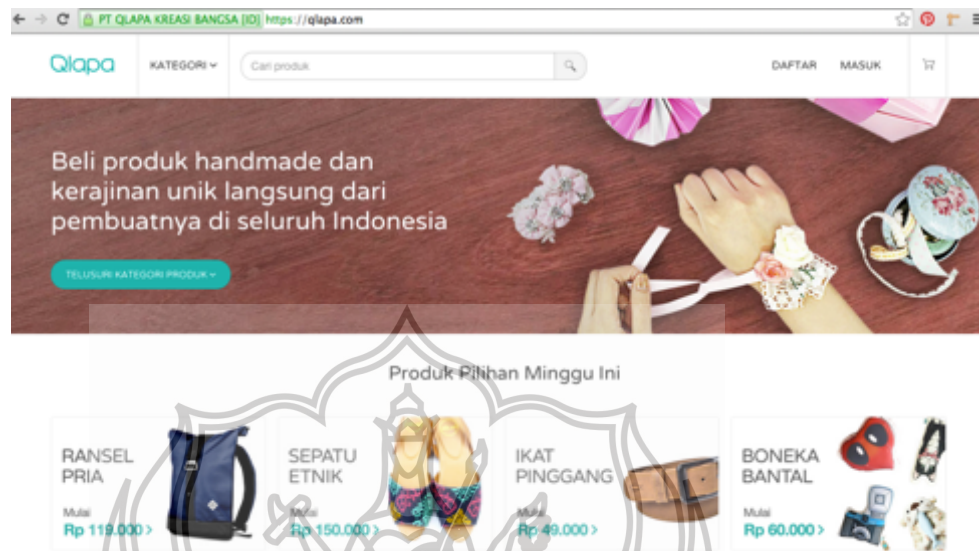 PT QLAPA KREASI BANGSA [ID] https://qlapa.com
Qlapa KATEGORI Cari produk DAFTAR MASUK
Beli produk handmade dan
kerajinan unik langsung dari
pembuatnya di seluruh Indonesia
TELUSURI KATEGORI PRODUK
Produk Pilihan Minggu Ini
RANSEL
PRIA
Mulai
Rp 119.000 >
SEPATU
ETNIK
Mulai
Rp 150.000 >
IKAT
PINGGANG
Mulai
Rp 49.000 >
BONEKA
BANTAL
Mulai
Rp 60.000 >